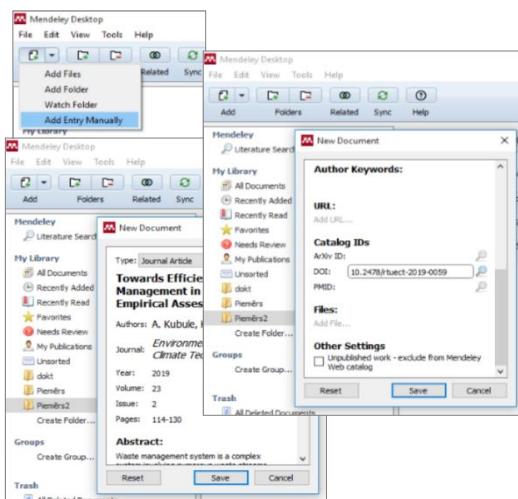 Mendeley Desktop
File Edit View Tools Help
Related Sync
Add Files
Add Folder
Watch Folder
Add Entry Manually
My Library
Mendeley Desktop
File Edit View Tools Help
Add Folders Related Sync Help
Mendeley
Literature Search
My Library
All Documents
Recently Added
Recently Read
Favorites
Needs Review
My Publications
Unsorted
dokt
Piemērs
Piemērs2
Create Folder...
Groups
Create Group...
Trash
All Deleted Documents
New Document
Author Keywords:
URL:
Add URL...
Catalog IDs
ArXiv ID:
DOI: 10.2478/rtuect-2019-0059
PMID:
Files:
Add File...
Other Settings
Unpublished work - exclude from Mendeley
Web catalog
Reset Save Cancel
Mendeley Desktop
File Edit View Tools Help
Add Folders
Mendeley
Literature Search
My Library
All Documents
Recently Added
Recently Read
Favorites
Needs Review
My Publications
Unsorted
dokt
Piemērs
Piemērs2
Create Folder...
Groups
Create Group...
Trash
All Deleted Documents
New Document
Type: Journal Article
Towards Efficie
Management in
Empirical Asses
Authors: A. Kubule,
Journal: Environme
Climate Tec
Year: 2019
Volume: 23
Issue: 2
Pages: 114-130
Abstract:
Waste management system is a complex
system involving numerous waste streams
Reset Save Cancel